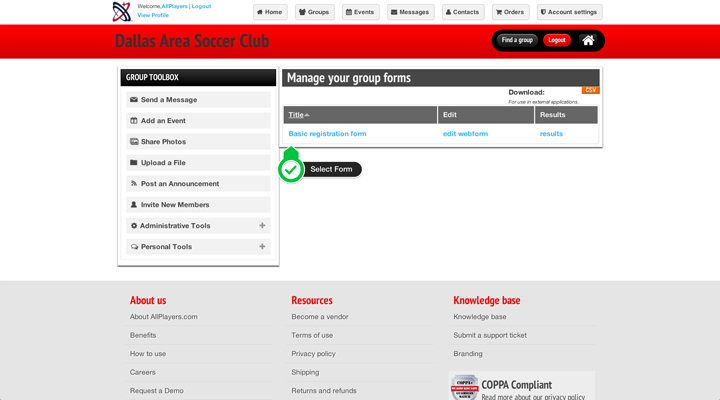 Welcome,AllPlayers | Logout
View Profile
Home
Groups
Events
Messages
Contacts
Orders
Account settings
Dallas Area Soccer Club
Find a group
Logout
GROUP TOOLBOX
Send a Message
Add an Event
Share Photos
Upload a File
Post an Announcement
Invite New Members
Administrative Tools
Personal Tools
Manage your group forms
Download:
CSV
For use in external applications.
Title Edit Results
Basic registration form edit webform results
Select Form
About us
About AllPlayers.com
Benefits
How to use
Careers
Request a Demo
Resources
Become a vendor
Terms of use
Privacy policy
Shipping
Returns and refunds
Knowledge base
Knowledge base
Submit a support ticket
Branding
COPPA Compliant
Read more about our privacy policy